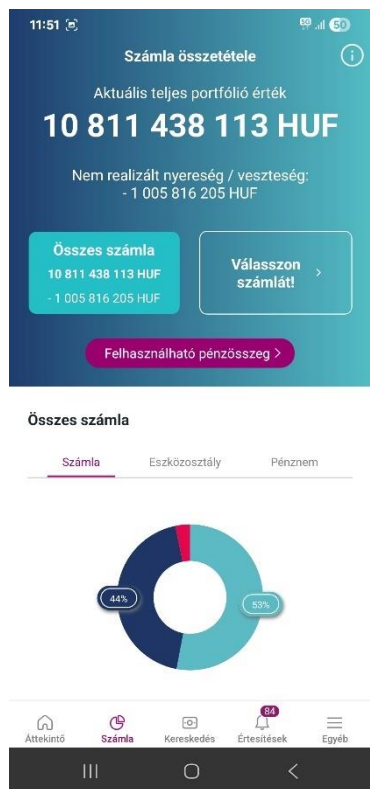 11:51
50
Számla összetétele
Aktuális teljes portfólió érték
10 811 438 113 HUF
Nem realizált nyereség / veszteség:
- 1 005 816 205 HUF
Összes számla
10 811 438 113 HUF
- 1 005 816 205 HUF
Válasszon
számlát!
Felhasználható pénzösszeg >
Összes számla
Számla Eszközosztály Pénznem
44%
53%
84
Áttekintő Számla Kereskedés Értesítések Egyéb